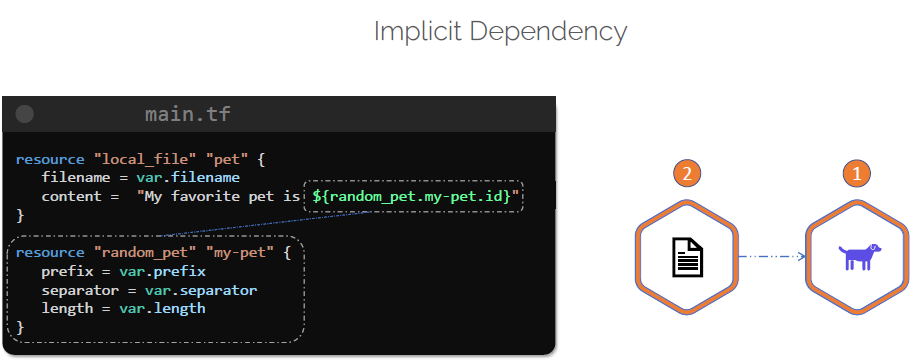 Implicit Dependency
main.tf
resource "local_file" "pet" {
filename = var.filename
content = "My favorite pet is ${random_pet.my-pet.id}"
}
resource "random_pet" "my-pet" {
prefix = var.prefix
separator = var.separator
length = var.length
}
2
1